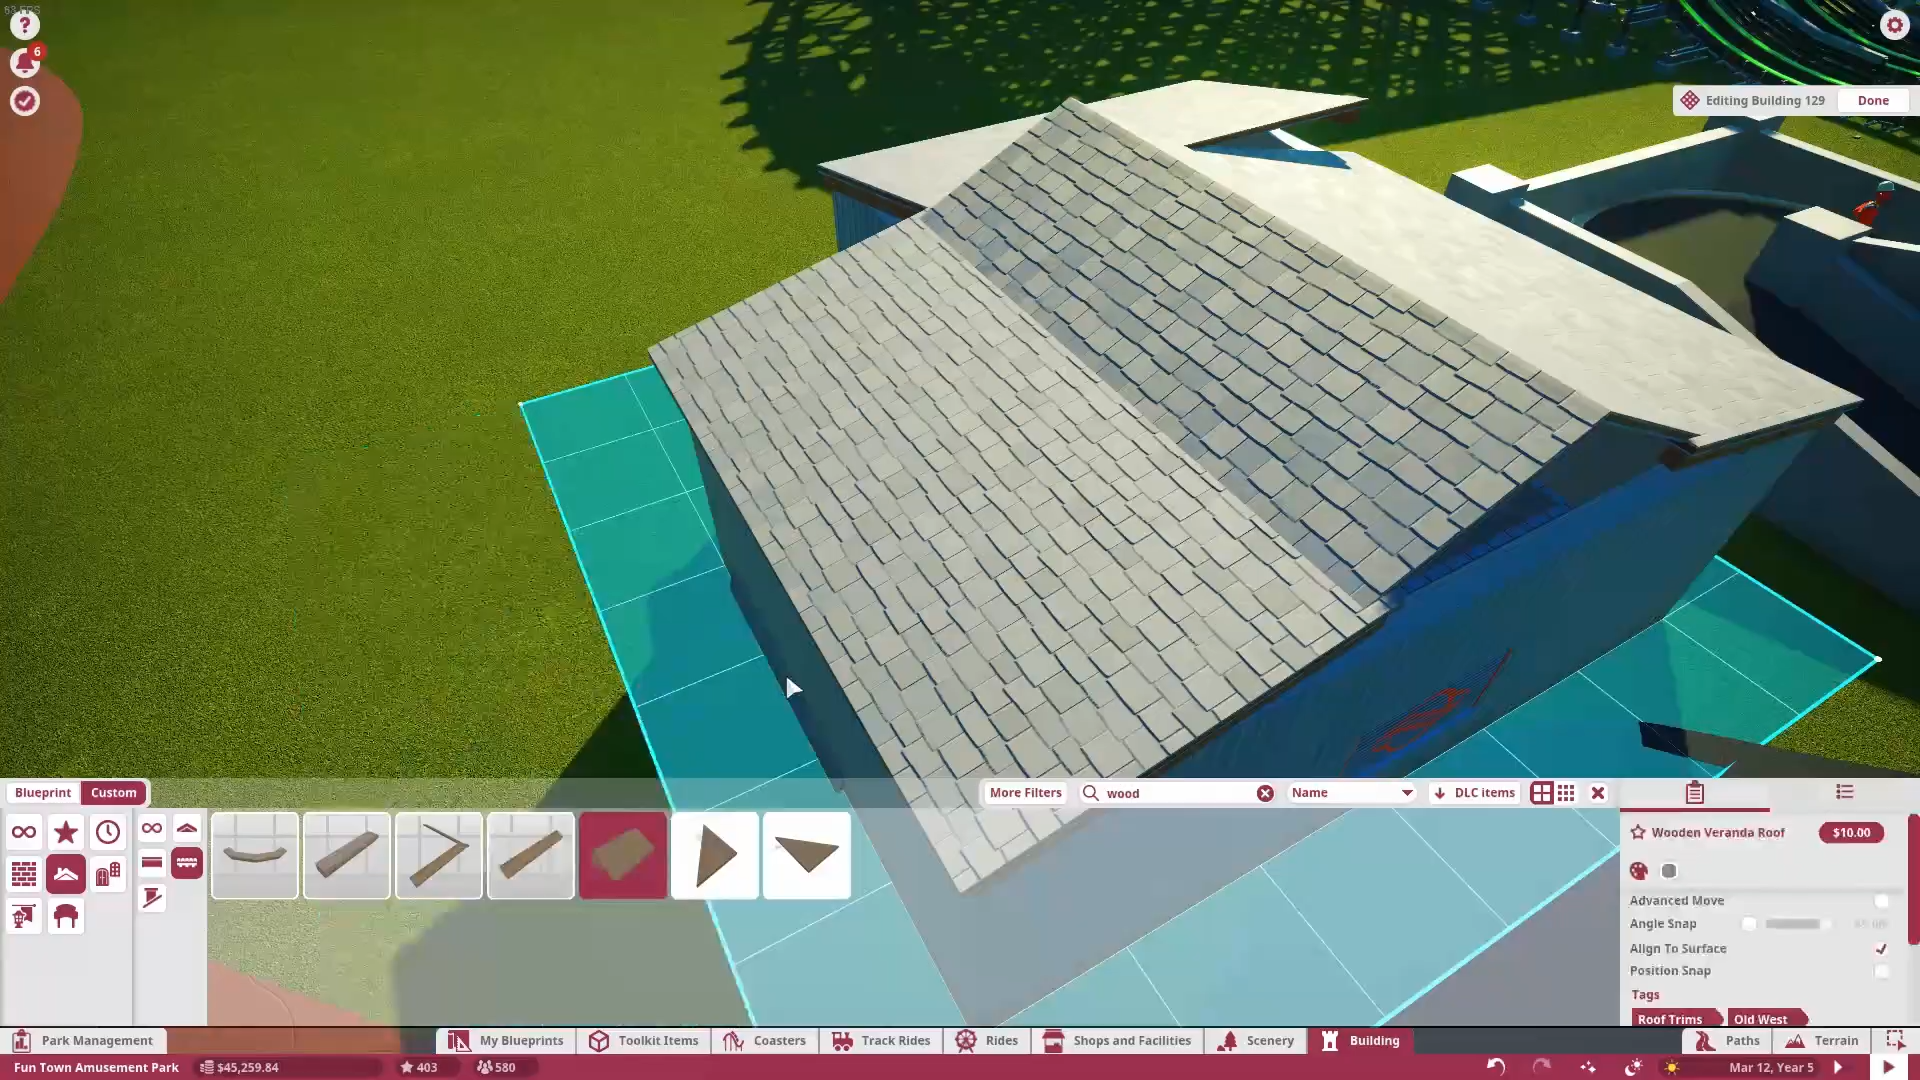 83 FPS
?
6
Editing Building 129
Done
Blueprint
Custom
More Filters
wood
Name
DLC items
Wooden Veranda Roof
$10.00
Advanced Move
Angle Snap
Align To Surface
Position Snap
Tags
Roof Trims
Old West
Park Management
My Blueprints
Toolkit Items
Coasters
Track Rides
Rides
Shops and Facilities
Scenery
Building
Paths
Terrain
Fun Town Amusement Park
$45,259.84
403
580
Mar 12, Year 5